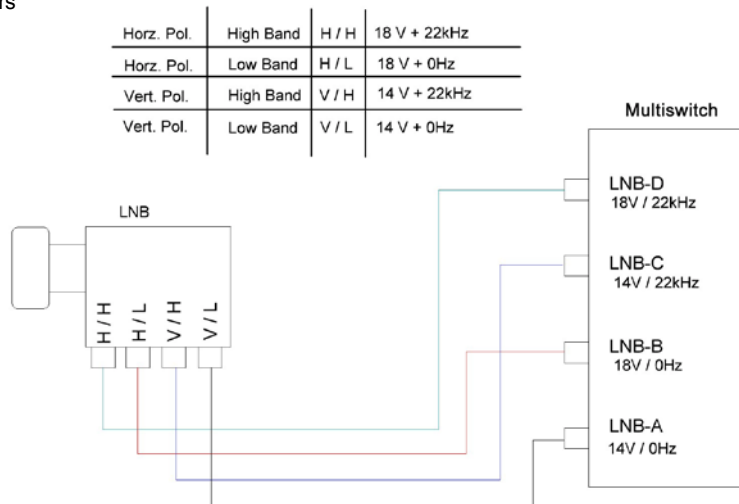 Horz. Pol. High Band H / H 18 V + 22kHz
Horz. Pol. Low Band H / L 18 V + 0Hz
Vert. Pol. High Band V / H 14 V + 22kHz
Vert. Pol. Low Band V / L 14 V + 0Hz
Multiswitch
LNB-D
18V / 22kHz
LNB
LNB-C
14V / 22kHz
H / H
H / L
V / H
V / L
LNB-B
18V / 0Hz
LNB-A
14V / 0Hz